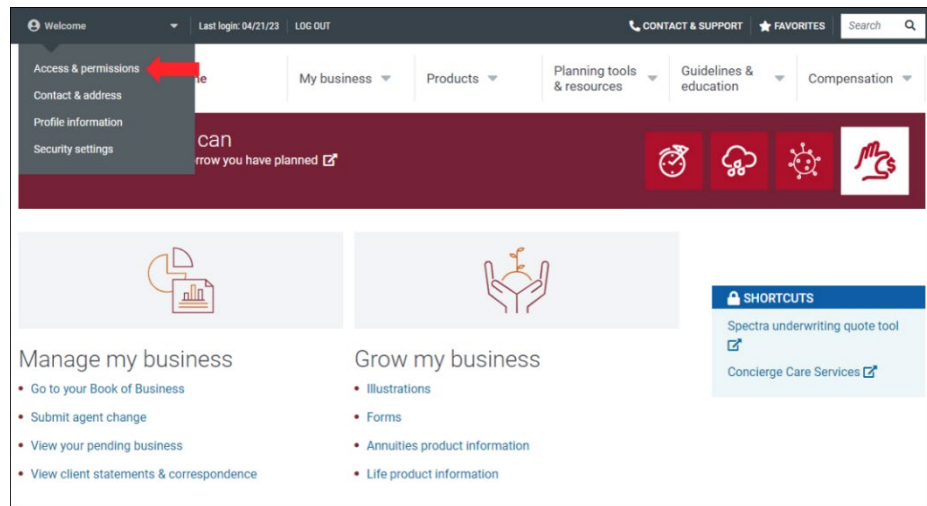 Welcome
Last login: 04/21/23
LOG OUT
CONTACT & SUPPORT
FAVORITES
Search
Access & permissions
Contact & address
Profile information
Security settings
My business
Products
Planning tools
& resources
Guidelines &
education
Compensation
can
rrow you have planned
Manage my business
Go to your Book of Business
Submit agent change
View your pending business
View client statements & correspondence
Grow my business
Illustrations
Forms
Annuities product information
Life product information
SHORTCUTS
Spectra underwriting quote tool
Concierge Care Services